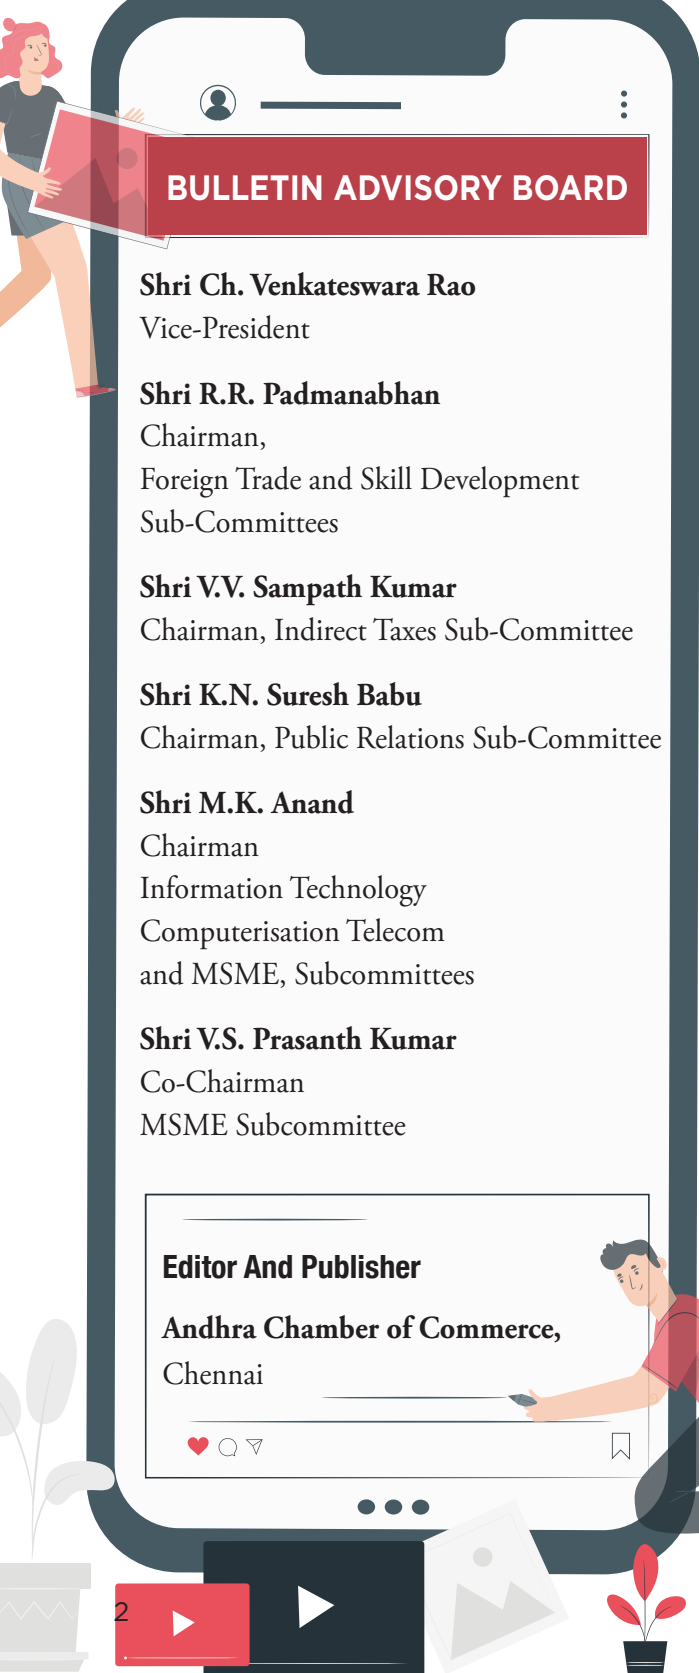 BULLETIN ADVISORY BOARD
Shri Ch. Venkateswara Rao
Vice-President
Shri R.R. Padmanabhan
Chairman,
Foreign Trade and Skill Development
Sub-Committees
Shri V.V. Sampath Kumar
Chairman, Indirect Taxes Sub-Committee
Shri K.N. Suresh Babu
Chairman, Public Relations Sub-Committee
Shri M.K. Anand
Chairman
Information Technology
Computerisation Telecom
and MSME, Subcommittees
Shri V.S. Prasanth Kumar
Co-Chairman
MSME Subcommittee
Editor And Publisher
Andhra Chamber of Commerce,
Chennai
2